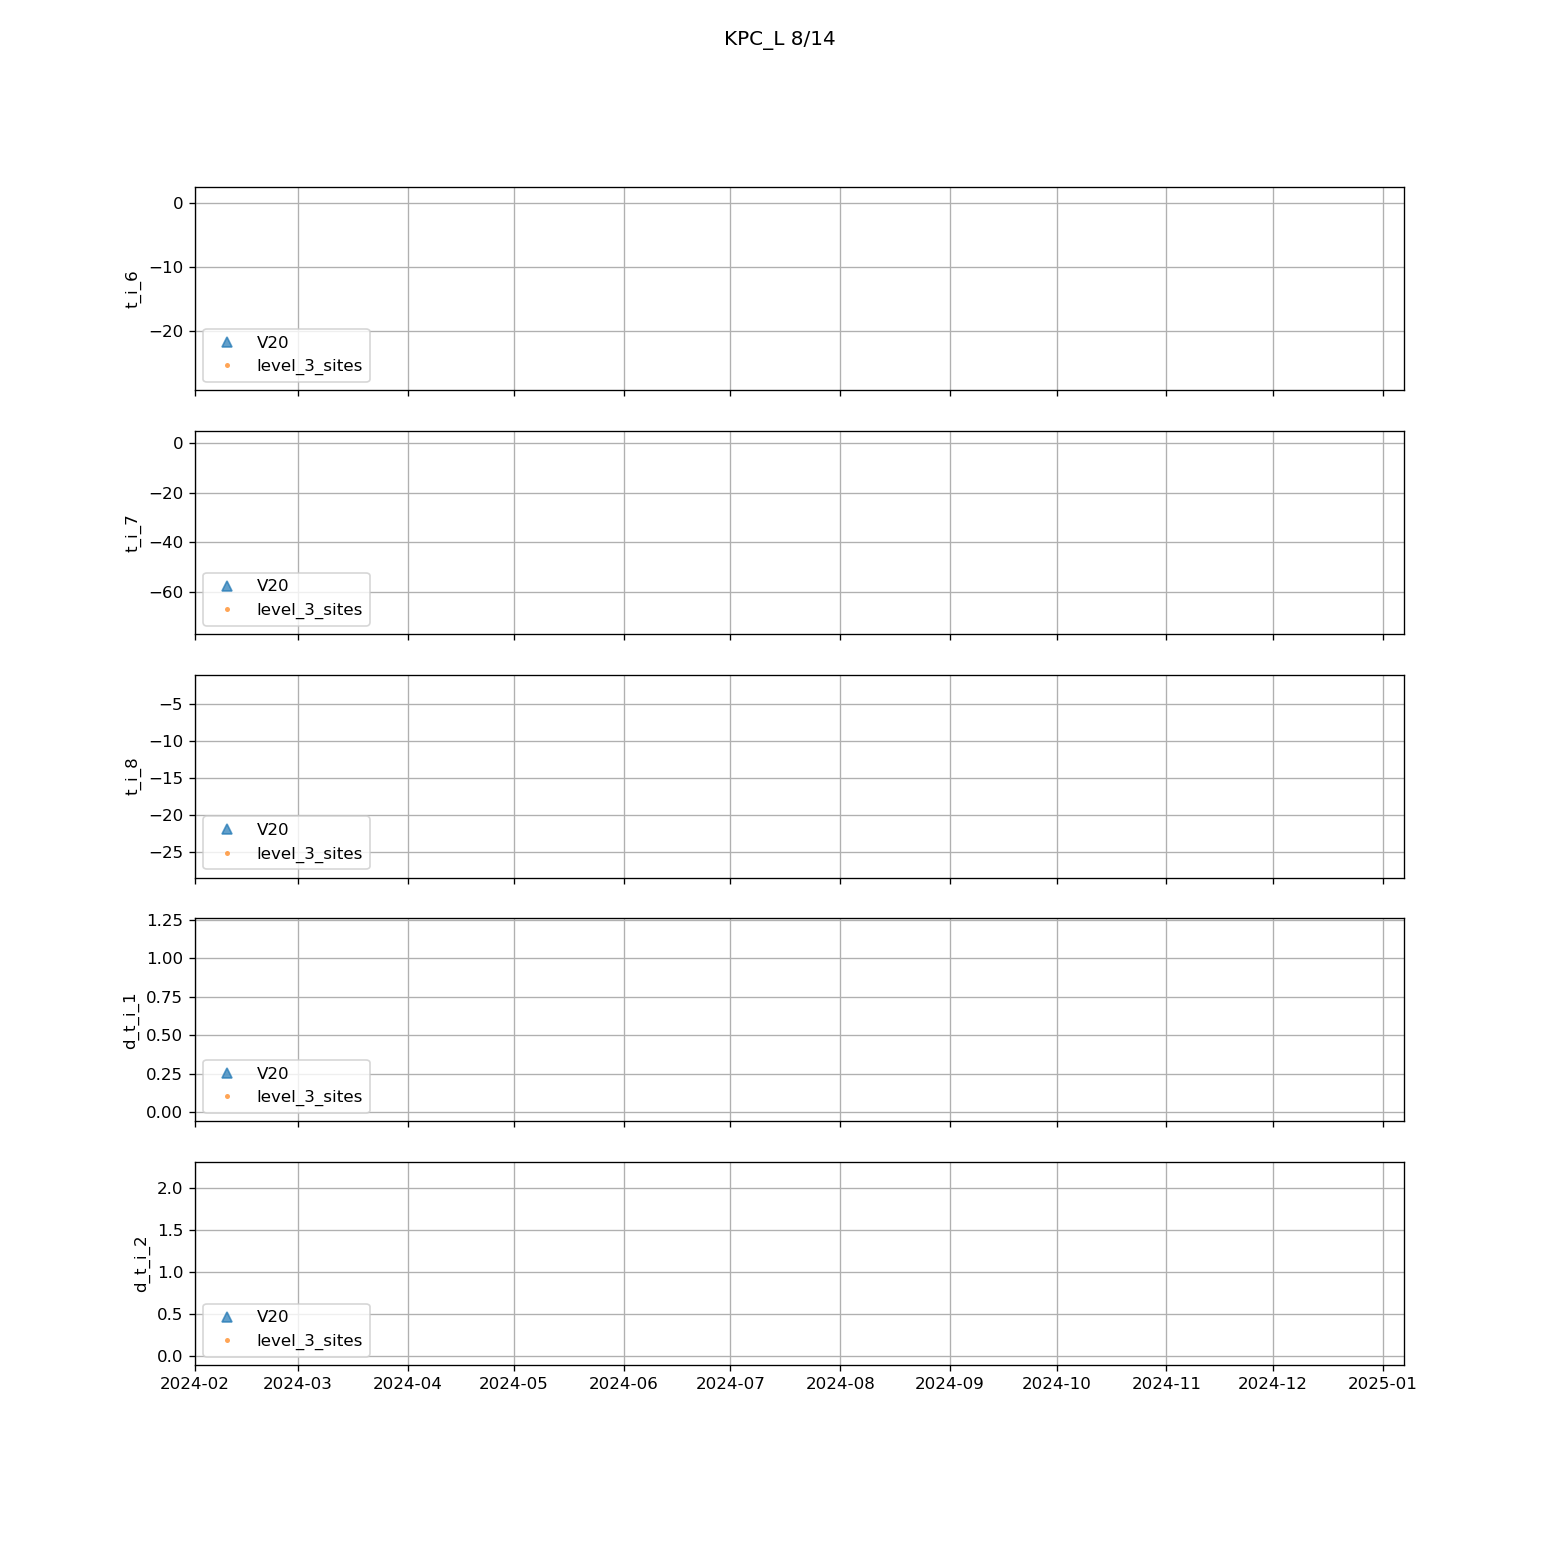 KPC_L 8/14
0
−10
−20
t_i_6
V20
level_3_sites
0
−20
−40
−60
t_i_7
V20
level_3_sites
−5
−10
−15
−20
−25
t_i_8
V20
level_3_sites
1.25
1.00
0.75
0.50
0.25
0.00
d_t_i_1
V20
level_3_sites
2.0
1.5
1.0
0.5
0.0
d_t_i_2
V20
level_3_sites
2024-02 2024-03 2024-04 2024-05 2024-06 2024-07 2024-08 2024-09 2024-10 2024-11 2024-12 2025-01